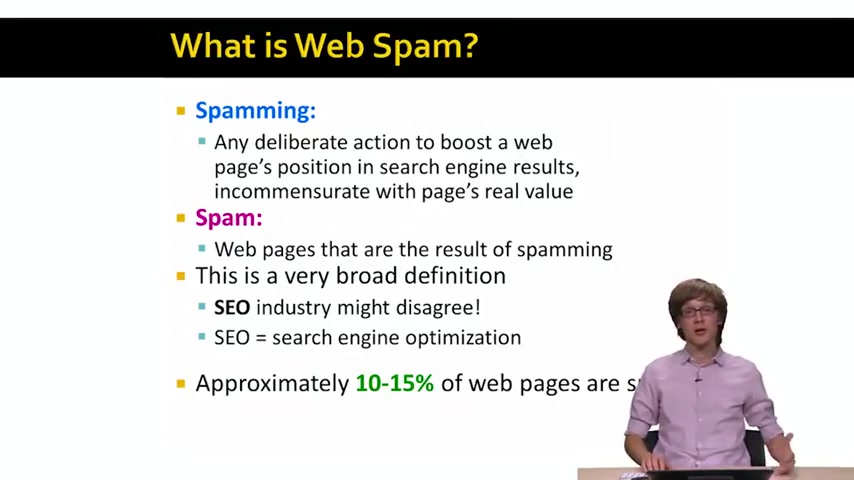 What is Web Spam?
Spamming:
Any deliberate action to boost a web
page's position in search engine results,
incommensurate with page's real value
Spam:
Web pages that are the result of spamming
This is a very broad definition
SEO industry might disagree!
SEO = search engine optimization
Approximately 10-15% of web pages are